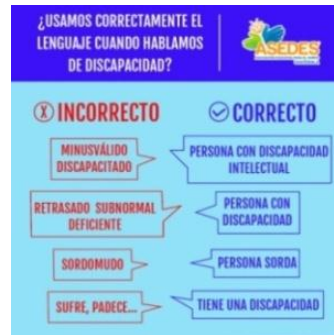 ¿USAMOS CORRECTAMENTE EL
LENGUAJE CUANDO HABLAMOS
DE DISCAPACIDAD?
ASEDES
INCORRECTO
CORRECTO
MINUSVÁLIDO
DISCAPACITADO
PERSONA CON DISCAPACIDAD
INTELECTUAL
RETRASADO SUBNORMAL
DEFICIENTE
PERSONA CON
DISCAPACIDAD
SORDOMUDO
PERSONA SORDA
SUFRE, PADECE...
TIENE UNA DISCAPACIDAD